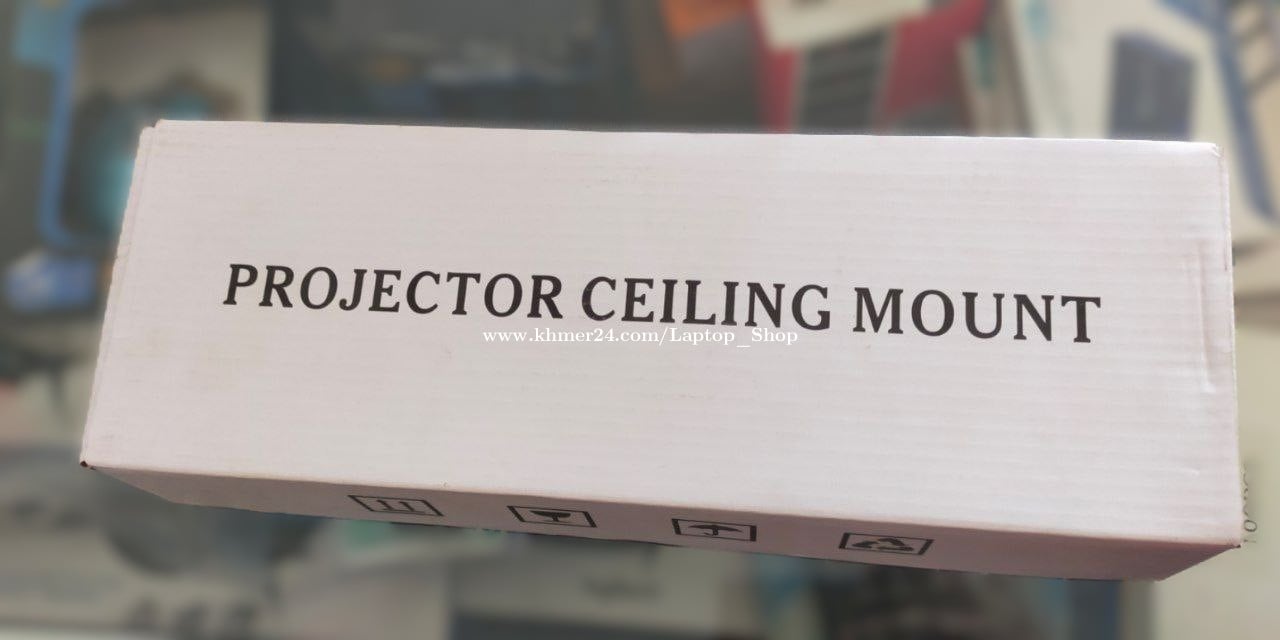 PROJECTOR CEILING MOUNT
www.khmer24.com/Laptop_Shop